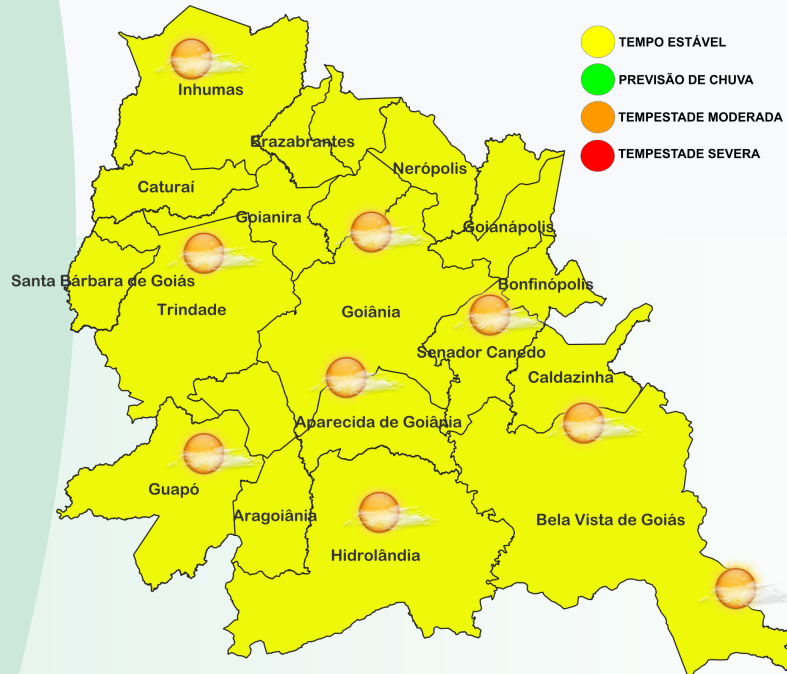 TEMPO ESTÁVEL
PREVISÃO DE CHUVA
TEMPESTADE MODERADA
TEMPESTADE SEVERA
Inhumas
Brazabrantes
Nerópolis
Caturaí
Goianira
Goianápolis
Santa Bárbara de Goiás
Bonfinópolis
Trindade
Goiânia
Senador Canedo
Caldazinha
Aparecida de Goiânia
Guapó
Aragoiânia
Bela Vista de Goiás
Hidrolândia